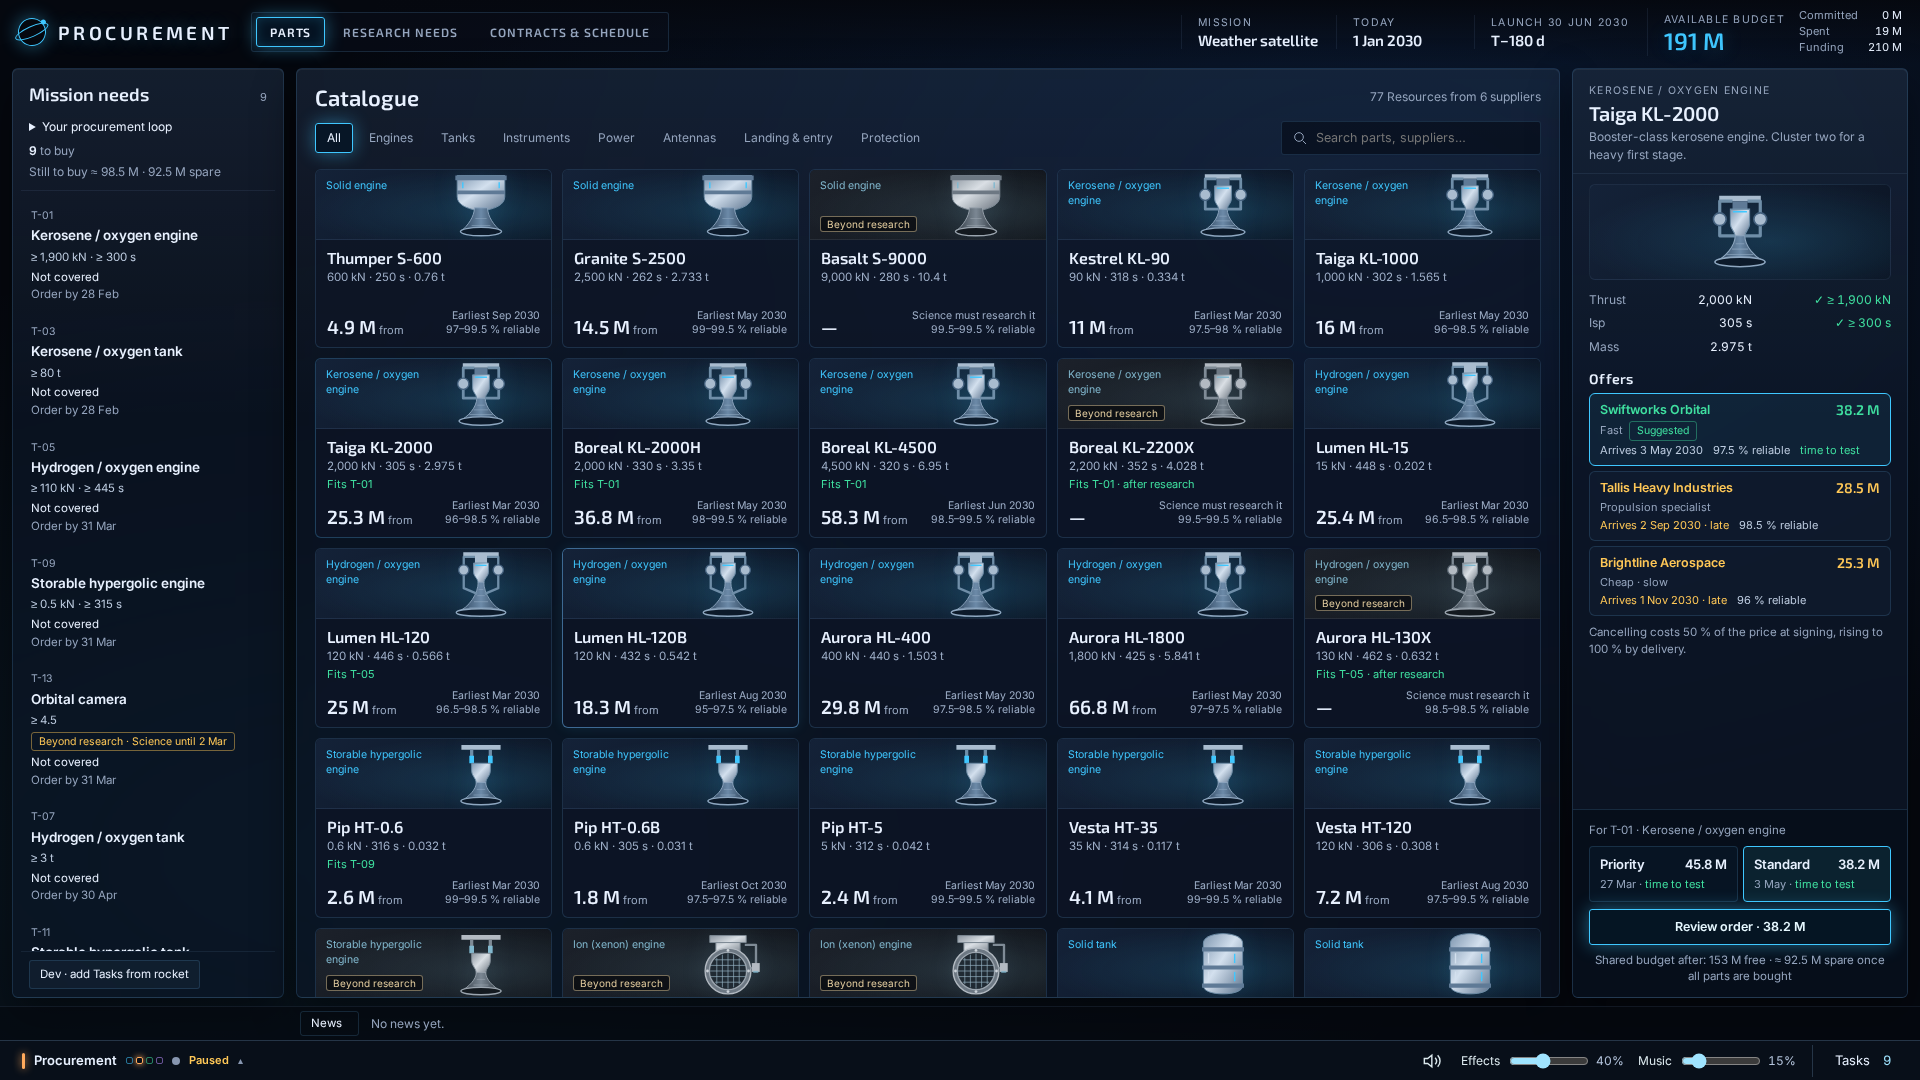 PROCUREMENT
PARTS
RESEARCH NEEDS
CONTRACTS & SCHEDULE
MISSION
Weather satellite
TODAY
1 Jan 2030
LAUNCH 30 JUN 2030
T−180 d
AVAILABLE BUDGET
191 M
Committed 0 M
Spent 19 M
Funding 210 M
Mission needs 9
▶ Your procurement loop
9 to buy
Still to buy ≈ 98.5 M · 92.5 M spare
T-01
Kerosene / oxygen engine
≥ 1,900 kN · ≥ 300 s
Not covered
Order by 28 Feb
T-03
Kerosene / oxygen tank
≥ 80 t
Not covered
Order by 28 Feb
T-05
Hydrogen / oxygen engine
≥ 110 kN · ≥ 445 s
Not covered
Order by 31 Mar
T-09
Storable hypergolic engine
≥ 0.5 kN · ≥ 315 s
Not covered
Order by 31 Mar
T-13
Orbital camera
≥ 4.5
Beyond research · Science until 2 Mar
Not covered
Order by 31 Mar
T-07
Hydrogen / oxygen tank
≥ 3 t
Not covered
Order by 30 Apr
T-11
Storable hypergolic tank
Dev · add Tasks from rocket
Catalogue
77 Resources from 6 suppliers
All
Engines
Tanks
Instruments
Power
Antennas
Landing & entry
Protection
Search parts, suppliers...
Solid engine
Thumper S-600
600 kN · 250 s · 0.76 t
4.9 M from
Earliest Sep 2030
97–99.5 % reliable
Solid engine
Granite S-2500
2,500 kN · 262 s · 2.733 t
14.5 M from
Earliest May 2030
99–99.5 % reliable
Solid engine
Beyond research
Basalt S-9000
9,000 kN · 280 s · 10.4 t
—
Science must research it
99.5–99.5 % reliable
Kerosene / oxygen engine
Kestrel KL-90
90 kN · 318 s · 0.334 t
11 M from
Earliest Mar 2030
97.5–98 % reliable
Kerosene / oxygen engine
Taiga KL-1000
1,000 kN · 302 s · 1.565 t
16 M from
Earliest May 2030
96–98.5 % reliable
Kerosene / oxygen engine
Taiga KL-2000
2,000 kN · 305 s · 2.975 t
Fits T-01
25.3 M from
Earliest Mar 2030
96–98.5 % reliable
Kerosene / oxygen engine
Boreal KL-2000H
2,000 kN · 330 s · 3.35 t
Fits T-01
36.8 M from
Earliest May 2030
98–99.5 % reliable
Kerosene / oxygen engine
Boreal KL-4500
4,500 kN · 320 s · 6.95 t
Fits T-01
58.3 M from
Earliest Jun 2030
98.5–99.5 % reliable
Kerosene / oxygen engine
Beyond research
Boreal KL-2200X
2,200 kN · 352 s · 4.028 t
Fits T-01 · after research
—
Science must research it
99.5–99.5 % reliable
Hydrogen / oxygen engine
Lumen HL-15
15 kN · 448 s · 0.202 t
25.4 M from
Earliest Mar 2030
96.5–98.5 % reliable
Hydrogen / oxygen engine
Lumen HL-120
120 kN · 446 s · 0.566 t
Fits T-05
25 M from
Earliest Mar 2030
96.5–98.5 % reliable
Hydrogen / oxygen engine
Lumen HL-120B
120 kN · 432 s · 0.542 t
18.3 M from
Earliest Aug 2030
95–97.5 % reliable
Hydrogen / oxygen engine
Aurora HL-400
400 kN · 440 s · 1.503 t
29.8 M from
Earliest May 2030
97.5–98.5 % reliable
Hydrogen / oxygen engine
Aurora HL-1800
1,800 kN · 425 s · 5.841 t
66.8 M from
Earliest May 2030
97–97.5 % reliable
Hydrogen / oxygen engine
Beyond research
Aurora HL-130X
130 kN · 462 s · 0.632 t
Fits T-05 · after research
—
Science must research it
98.5–98.5 % reliable
Storable hypergolic engine
Pip HT-0.6
0.6 kN · 316 s · 0.032 t
Fits T-09
2.6 M from
Earliest Mar 2030
99–99.5 % reliable
Storable hypergolic engine
Pip HT-0.6B
0.6 kN · 305 s · 0.031 t
1.8 M from
Earliest Oct 2030
97.5–97.5 % reliable
Storable hypergolic engine
Pip HT-5
5 kN · 312 s · 0.042 t
2.4 M from
Earliest May 2030
99.5–99.5 % reliable
Storable hypergolic engine
Vesta HT-35
35 kN · 314 s · 0.117 t
4.1 M from
Earliest Mar 2030
99–99.5 % reliable
Storable hypergolic engine
Vesta HT-120
120 kN · 306 s · 0.308 t
7.2 M from
Earliest Aug 2030
97.5–99.5 % reliable
Storable hypergolic engine
Beyond research
Ion (xenon) engine
Beyond research
Ion (xenon) engine
Beyond research
Solid tank
Solid tank
KEROSENE / OXYGEN ENGINE
Taiga KL-2000
Booster-class kerosene engine. Cluster two for a
heavy first stage.
Thrust 2,000 kN ✓ ≥ 1,900 kN
Isp 305 s ✓ ≥ 300 s
Mass 2.975 t
Offers
Swiftworks Orbital 38.2 M
Fast Suggested
Arrives 3 May 2030 97.5 % reliable time to test
Tallis Heavy Industries 28.5 M
Propulsion specialist
Arrives 2 Sep 2030 · late 98.5 % reliable
Brightline Aerospace 25.3 M
Cheap · slow
Arrives 1 Nov 2030 · late 96 % reliable
Cancelling costs 50 % of the price at signing, rising to
100 % by delivery.
For T-01 · Kerosene / oxygen engine
Priority 45.8 M
27 Mar · time to test
Standard 38.2 M
3 May · time to test
Review order · 38.2 M
Shared budget after: 153 M free · ≈ 92.5 M spare once
all parts are bought
News
No news yet.
Procurement
Paused ▲
Effects 40%
Music 15%
Tasks 9